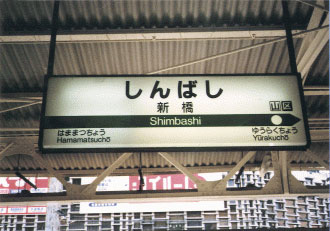 しんばし
新橋
山 区
Shimbashi
はままつちょう
Hamamatsuchō
ゆうらくちょう
Yūrakuchō